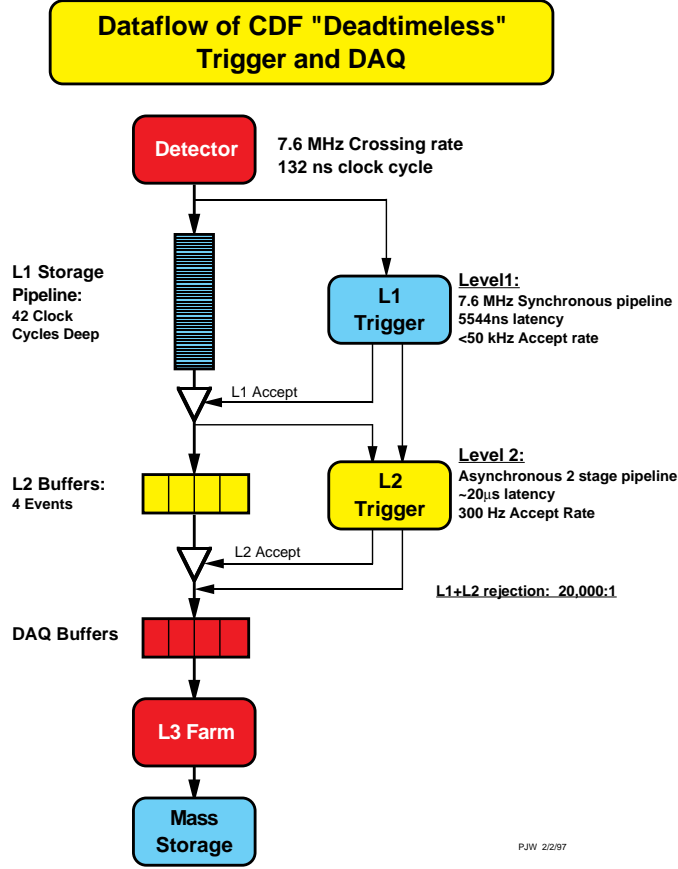 Dataflow of CDF "Deadtimeless"
Trigger and DAQ
Detector
7.6 MHz Crossing rate
132 ns clock cycle
L1 Storage
Pipeline:
42 Clock
Cycles Deep
L1
Trigger
Level1:
7.6 MHz Synchronous pipeline
5544ns latency
<50 kHz Accept rate
L1 Accept
L2 Buffers:
4 Events
L2
Trigger
Level 2:
Asynchronous 2 stage pipeline
~20μs latency
300 Hz Accept Rate
L2 Accept
L1+L2 rejection: 20,000:1
DAQ Buffers
L3 Farm
Mass
Storage
PJW 2/2/97